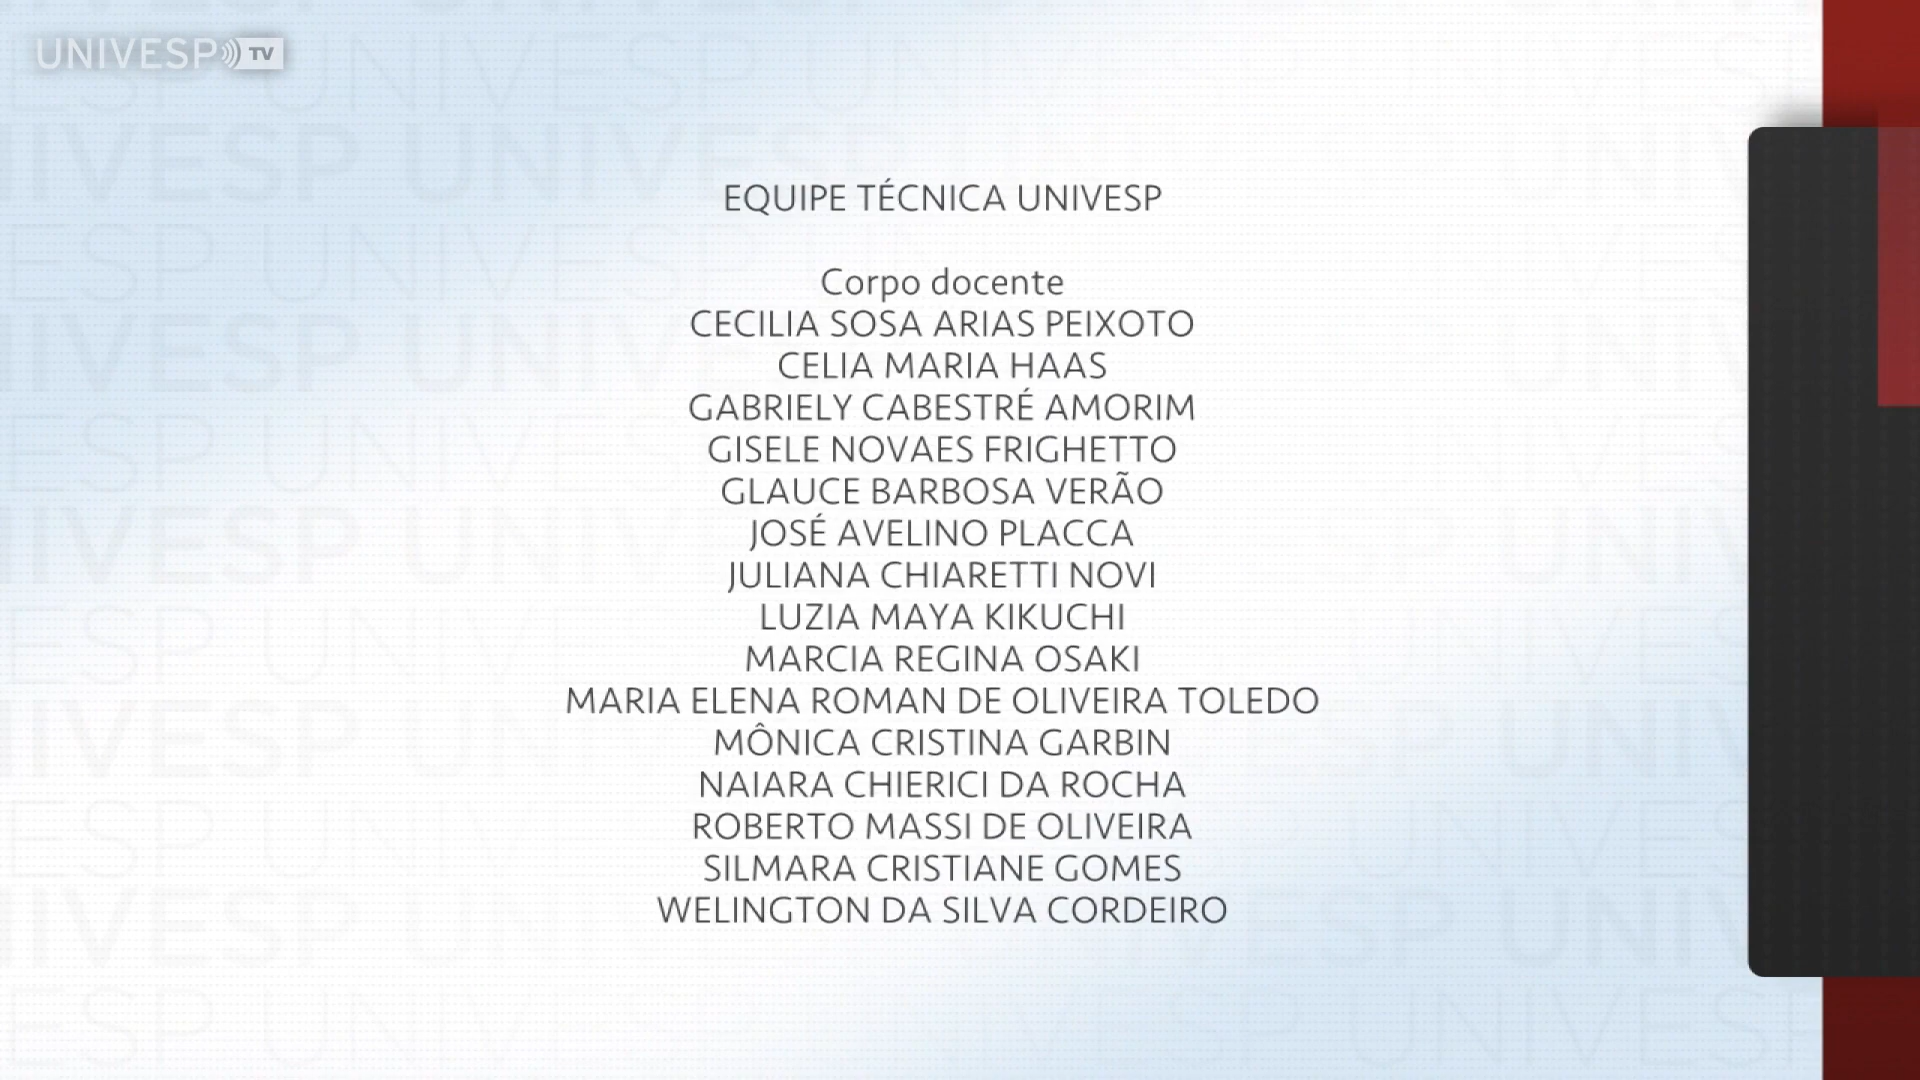 UNIVESP TV
EQUIPE TÉCNICA UNIVESP
Corpo docente
CECILIA SOSA ARIAS PEIXOTO
CELIA MARIA HAAS
GABRIELY CABESTRÉ AMORIM
GISELE NOVAES FRIGHETTO
GLAUCE BARBOSA VERÃO
JOSÉ AVELINO PLACCA
JULIANA CHIARETTI NOVI
LUZIA MAYA KIKUCHI
MARCIA REGINA OSAKI
MARIA ELENA ROMAN DE OLIVEIRA TOLEDO
MÔNICA CRISTINA GARBIN
NAIARA CHIERICI DA ROCHA
ROBERTO MASSI DE OLIVEIRA
SILMARA CRISTIANE GOMES
WELINGTON DA SILVA CORDEIRO